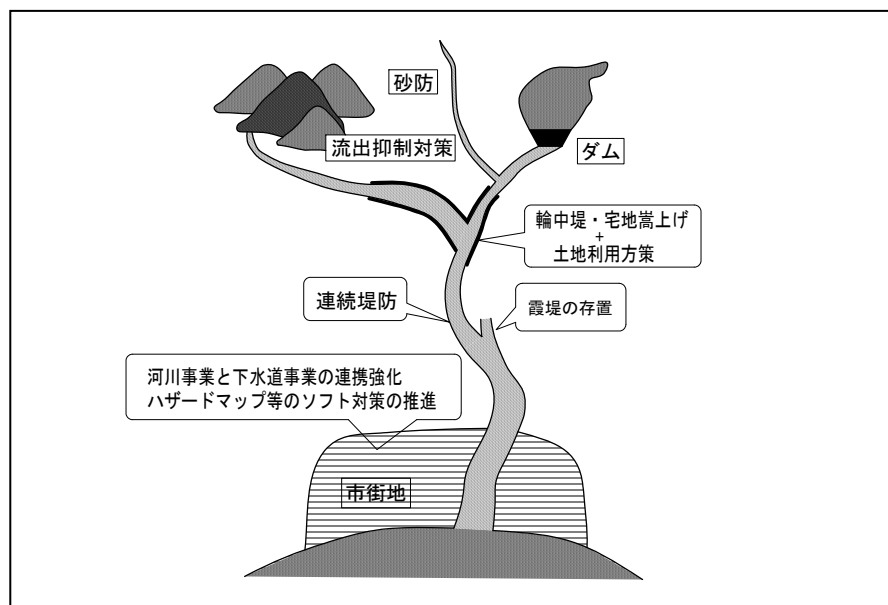 砂防
流出抑制対策
ダム
輪中堤・宅地嵩上げ
+
土地利用方策
連続堤防
霞堤の存置
河川事業と下水道事業の連携強化
ハザードマップ等のソフト対策の推進
市街地